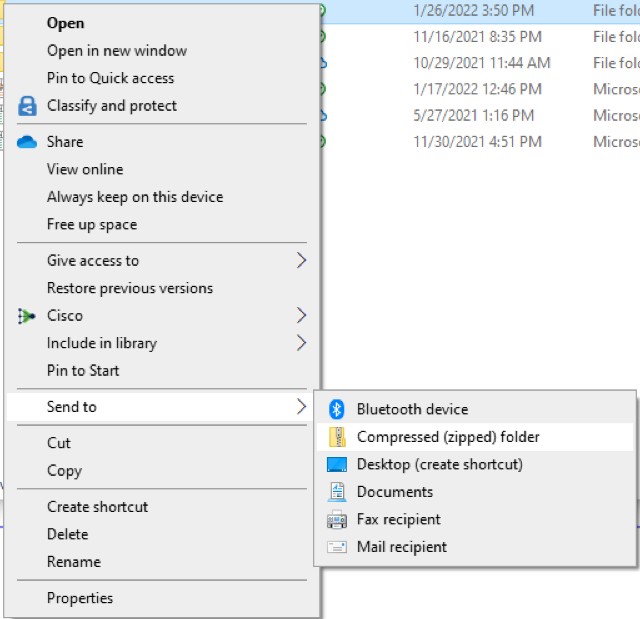 Open
Open in new window
Pin to Quick access
Classify and protect
Share
View online
Always keep on this device
Free up space
Give access to
Restore previous versions
Cisco
Include in library
Pin to Start
Send to
Cut
Copy
Create shortcut
Delete
Rename
Properties
1/26/2022 3:50 PM File fol
11/16/2021 8:35 PM File fol
10/29/2021 11:44 AM File fol
1/17/2022 12:46 PM Micros
5/27/2021 1:16 PM Micros
11/30/2021 4:51 PM Micros
Bluetooth device
Compressed (zipped) folder
Desktop (create shortcut)
Documents
Fax recipient
Mail recipient